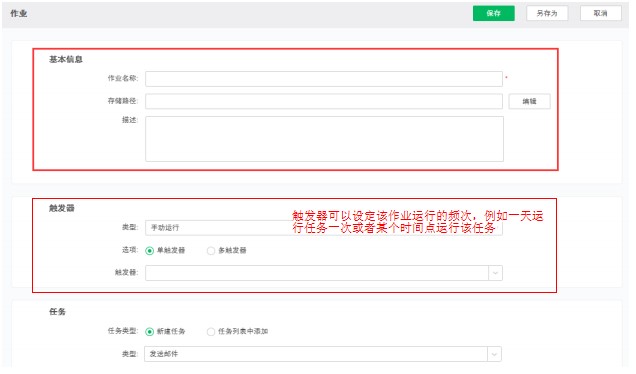 作业 保存 另存为 取消
基本信息
作业名称: *
存储路径: 编辑
描述:
触发器
触发器可以设定该作业运行的频次，例如一天运
类型: 手动运行 行任务一次或者某个时间点运行该任务
选项: 单触发器 多触发器
触发器:
任务
任务类型: 新建任务 任务列表中添加
类型: 发送邮件